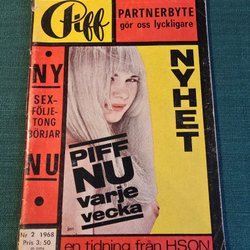 Piff
PARTNERBYTE
gör oss lyckligare
NY
SEX-
FÖLJE-
TONG
BÖRJAR
NU
NYHET
PIFF
NU
varje
vecka
Nr 2 1968
Pris 3:50
en tidning från HSON